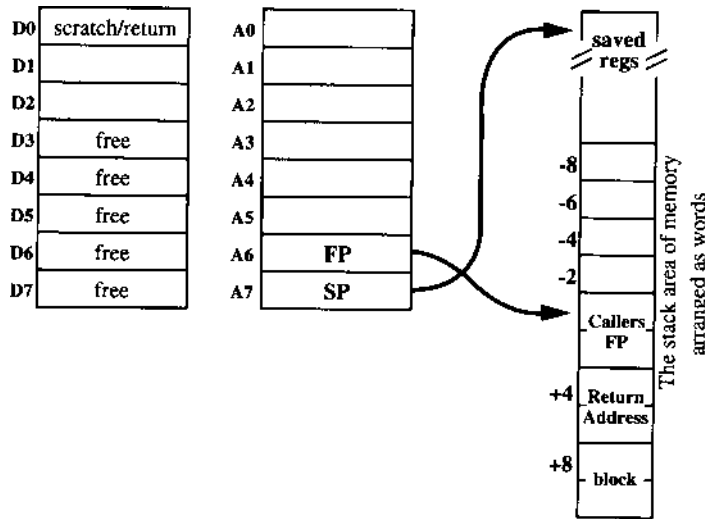 D0 scratch/return
D1
D2
D3 free
D4 free
D5 free
D6 free
D7 free
A0
A1
A2
A3
A4
A5
A6 FP
A7 SP
saved
regs
-8
-6
-4
-2
Callers
FP
+4 Return
Address
+8 block
The stack area of memory
arranged as words